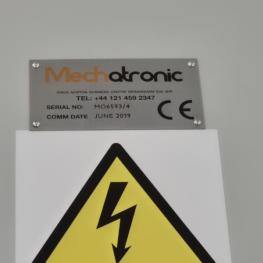 Mechatronic
TEL: +44 121 459 2347
SERIAL NO: MO6593/4
COMM DATE JUNE 2019
CE